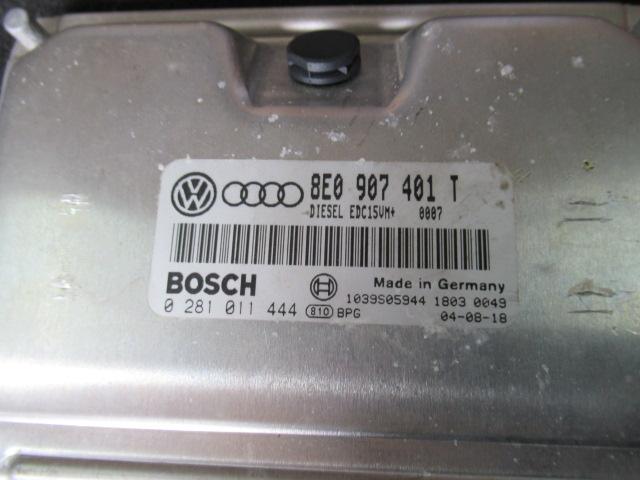 8E0 907 401 T
DIESEL EDC15VM+ 0007
BOSCH
Made in Germany
1039S05944 1803 0049
0 281 011 444 810 BPG 04-08-18